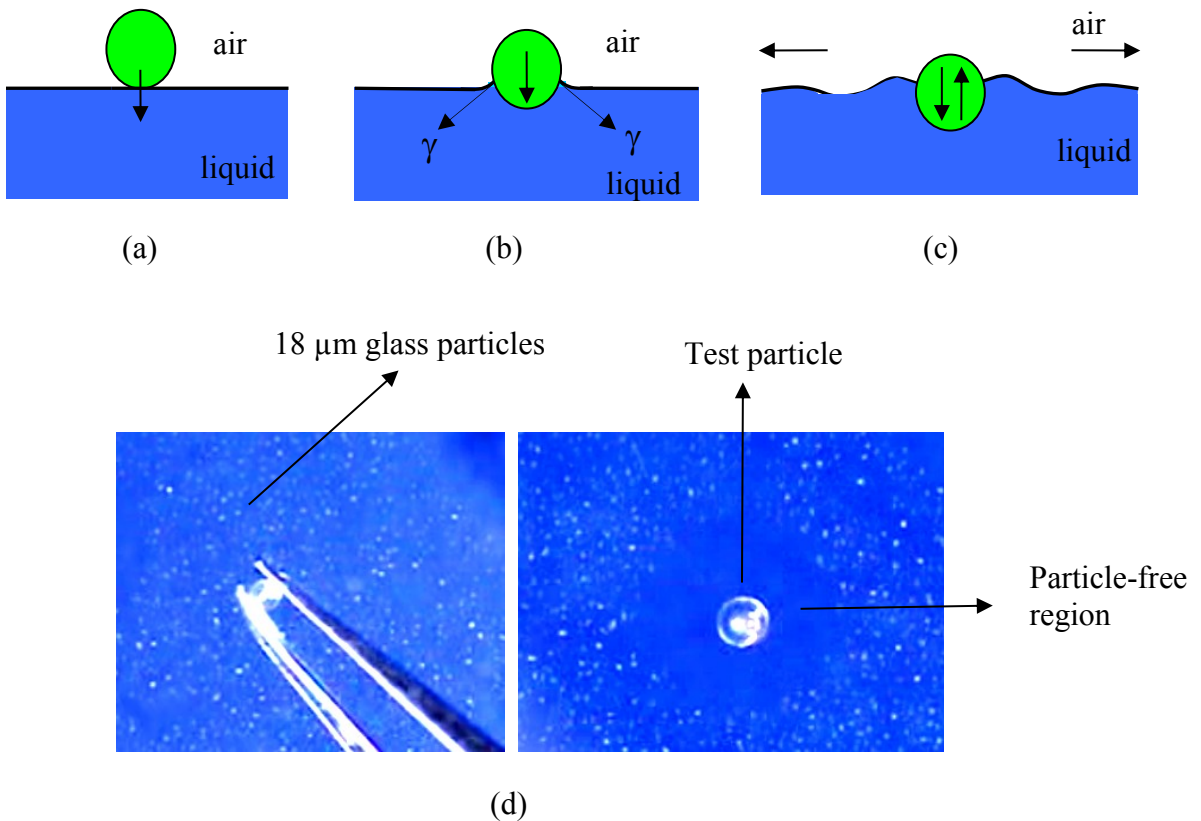 air
liquid
(a)
air
γ
γ
liquid
(b)
air
liquid
(c)
18 µm glass particles
Test particle
Particle-free
region
(d)